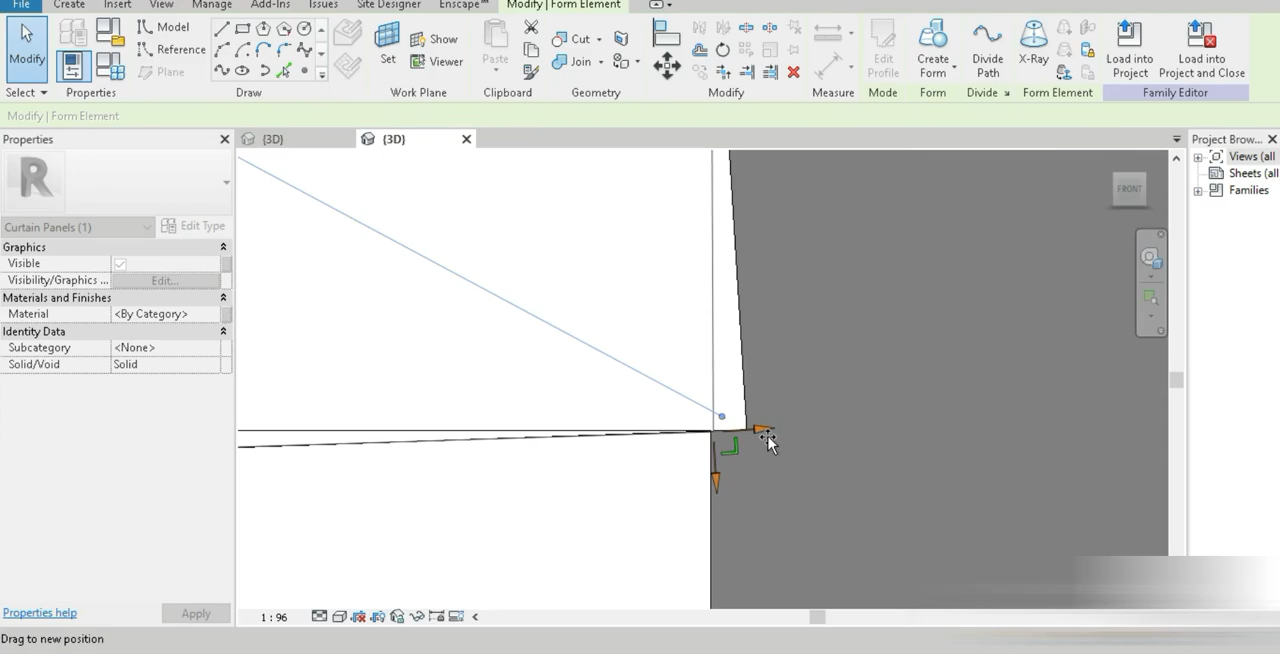 File Create Insert View Manage Add-Ins Issues Site Designer Enscape™ Modify | Form Element
Modify
Model
Reference
Plane
Set
Show
Viewer
Paste
Cut
Join
Edit Profile
Create Form
Divide Path
X-Ray
Load into Project
Load into Project and Close
Select Properties Draw Work Plane Clipboard Geometry Modify Measure Mode Form Divide Form Element Family Editor
Modify | Form Element
Properties
{3D}
{3D}
Project Brow...
R
Views (all
Sheets (all
Families
FRONT
Curtain Panels (1)
Edit Type
Graphics
Visible
Visibility/Graphics ... Edit...
Materials and Finishes
Material <By Category>
Identity Data
Subcategory <None>
Solid/Void Solid
Properties help
Apply
1 : 96
Drag to new position